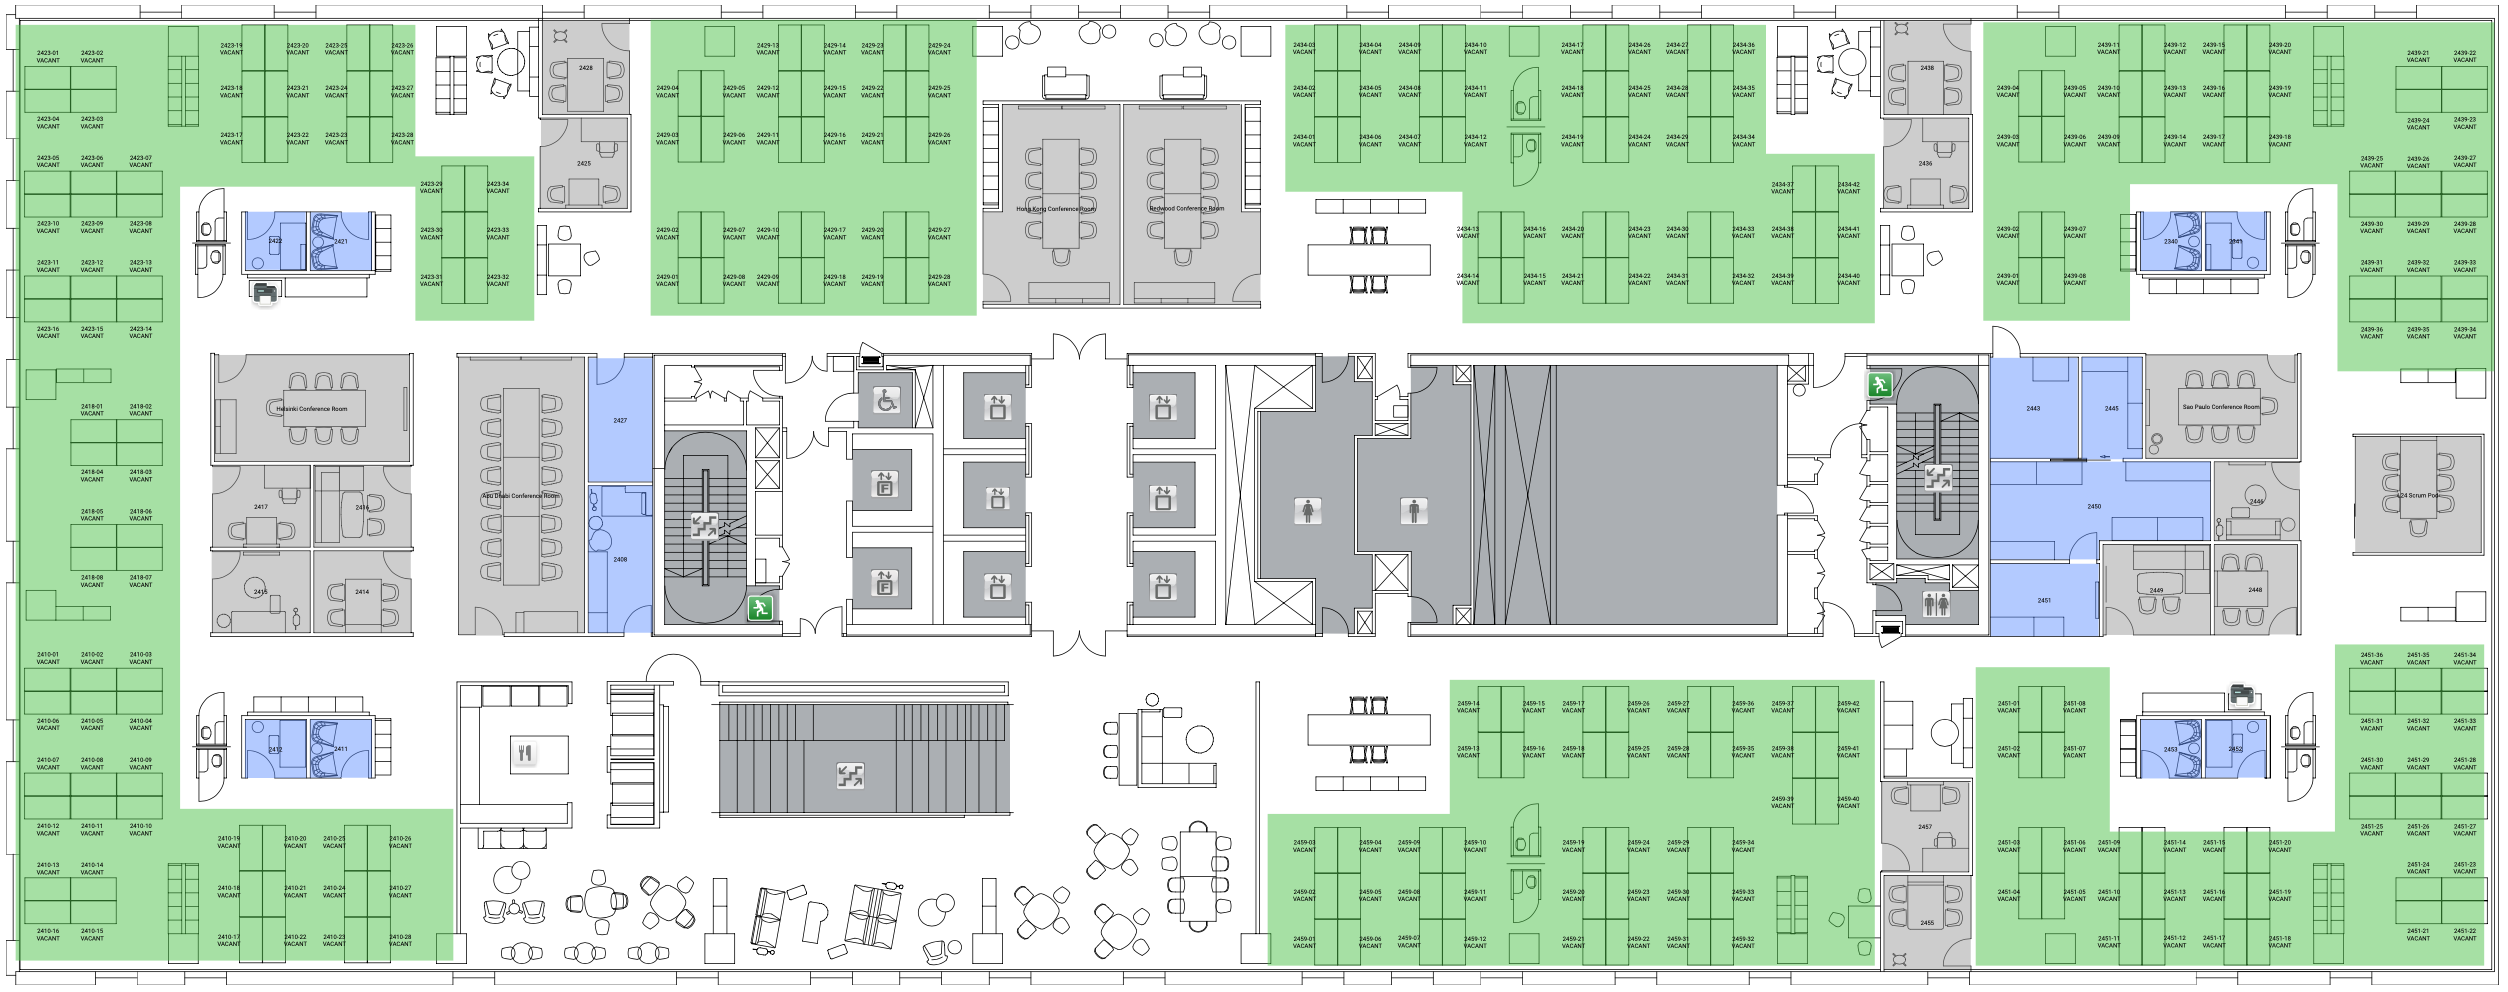 2423-01 2423-02
VACANT VACANT
2423-04 2423-03
VACANT VACANT
2423-05 2423-06 2423-07
VACANT VACANT VACANT
2423-10 2423-09 2423-08
VACANT VACANT VACANT
2423-11 2423-12 2423-13
VACANT VACANT VACANT
2423-16 2423-15 2423-14
VACANT VACANT VACANT
2423-19 2423-20 2423-25 2423-26
VACANT VACANT VACANT VACANT
2423-18 2423-21 2423-24 2423-27
VACANT VACANT VACANT VACANT
2423-17 2423-22 2423-23 2423-28
VACANT VACANT VACANT VACANT
2423-29 2423-34
VACANT VACANT
2423-30 2423-33
VACANT VACANT
2423-31 2423-32
VACANT VACANT
2422
2421
2428
2425
2429-13 2429-14 2429-23 2429-24
VACANT VACANT VACANT VACANT
2429-04 2429-05 2429-12 2429-15 2429-22 2429-25
VACANT VACANT VACANT VACANT VACANT VACANT
2429-03 2429-06 2429-11 2429-16 2429-21 2429-26
VACANT VACANT VACANT VACANT VACANT VACANT
2429-02 2429-07 2429-10 2429-17 2429-20 2429-27
VACANT VACANT VACANT VACANT VACANT VACANT
2429-01 2429-08 2429-09 2429-18 2429-19 2429-28
VACANT VACANT VACANT VACANT VACANT VACANT
Hong Kong Conference Room
Redwood Conference Room
2434-03 2434-04 2434-09 2434-10 2434-17 2434-26 2434-27 2434-36
VACANT VACANT VACANT VACANT VACANT VACANT VACANT VACANT
2434-02 2434-05 2434-08 2434-11 2434-18 2434-25 2434-28 2434-35
VACANT VACANT VACANT VACANT VACANT VACANT VACANT VACANT
2434-01 2434-06 2434-07 2434-12 2434-19 2434-24 2434-29 2434-34
VACANT VACANT VACANT VACANT VACANT VACANT VACANT VACANT
2434-37 2434-42
VACANT VACANT
2434-13 2434-16 2434-20 2434-23 2434-30 2434-33 2434-38 2434-41
VACANT VACANT VACANT VACANT VACANT VACANT VACANT VACANT
2434-14 2434-15 2434-21 2434-22 2434-31 2434-32 2434-39 2434-40
VACANT VACANT VACANT VACANT VACANT VACANT VACANT VACANT
2438
2436
2439-11 2439-12 2439-15 2439-20
VACANT VACANT VACANT VACANT
2439-04 2439-05 2439-10 2439-13 2439-16 2439-19
VACANT VACANT VACANT VACANT VACANT VACANT
2439-03 2439-06 2439-09 2439-14 2439-17 2439-18
VACANT VACANT VACANT VACANT VACANT VACANT
2439-02 2439-07
VACANT VACANT
2439-01 2439-08
VACANT VACANT
2340
2341
2439-21 2439-22
VACANT VACANT
2439-24 2439-23
VACANT VACANT
2439-25 2439-26 2439-27
VACANT VACANT VACANT
2439-30 2439-29 2439-28
VACANT VACANT VACANT
2439-31 2439-32 2439-33
VACANT VACANT VACANT
2439-36 2439-35 2439-34
VACANT VACANT VACANT
2418-01 2418-02
VACANT VACANT
2418-04 2418-03
VACANT VACANT
2418-05 2418-06
VACANT VACANT
2418-08 2418-07
VACANT VACANT
Helsinki Conference Room
2417
2416
2415
2414
Abu Dhabi Conference Room
2427
2408
F
F
2443
2445
Sao Paulo Conference Room
2450
2446
2451
2449
2448
L24 Scrum Pod
2410-01 2410-02 2410-03
VACANT VACANT VACANT
2410-06 2410-05 2410-04
VACANT VACANT VACANT
2410-07 2410-08 2410-09
VACANT VACANT VACANT
2410-12 2410-11 2410-10
VACANT VACANT VACANT
2410-13 2410-14
VACANT VACANT
2410-16 2410-15
VACANT VACANT
2412
2411
2410-19 2410-20 2410-25 2410-26
VACANT VACANT VACANT VACANT
2410-18 2410-21 2410-24 2410-27
VACANT VACANT VACANT VACANT
2410-17 2410-22 2410-23 2410-28
VACANT VACANT VACANT VACANT
2459-14 2459-15 2459-17 2459-26 2459-27 2459-36 2459-37 2459-42
VACANT VACANT VACANT VACANT VACANT VACANT VACANT VACANT
2459-13 2459-16 2459-18 2459-25 2459-28 2459-35 2459-38 2459-41
VACANT VACANT VACANT VACANT VACANT VACANT VACANT VACANT
2459-39 2459-40
VACANT VACANT
2459-03 2459-04 2459-09 2459-10 2459-19 2459-24 2459-29 2459-34
VACANT VACANT VACANT VACANT VACANT VACANT VACANT VACANT
2459-02 2459-05 2459-08 2459-11 2459-20 2459-23 2459-30 2459-33
VACANT VACANT VACANT VACANT VACANT VACANT VACANT VACANT
2459-01 2459-06 2459-07 2459-12 2459-21 2459-22 2459-31 2459-32
VACANT VACANT VACANT VACANT VACANT VACANT VACANT VACANT
2457
2455
2451-01 2451-08
VACANT VACANT
2451-02 2451-07
VACANT VACANT
2453
2452
2451-03 2451-06 2451-09 2451-14 2451-15 2451-20
VACANT VACANT VACANT VACANT VACANT VACANT
2451-04 2451-05 2451-10 2451-13 2451-16 2451-19
VACANT VACANT VACANT VACANT VACANT VACANT
2451-11 2451-12 2451-17 2451-18
VACANT VACANT VACANT VACANT
2451-36 2451-35 2451-34
VACANT VACANT VACANT
2451-31 2451-32 2451-33
VACANT VACANT VACANT
2451-30 2451-29 2451-28
VACANT VACANT VACANT
2451-25 2451-26 2451-27
VACANT VACANT VACANT
2451-24 2451-23
VACANT VACANT
2451-21 2451-22
VACANT VACANT